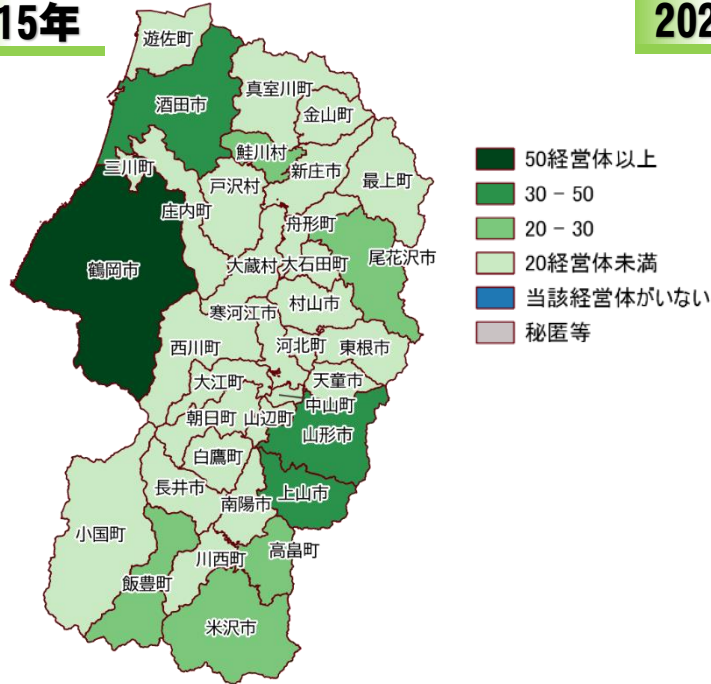 15年
202
遊佐町
酒田市
真室川町
金山町
鮭川村
三川町
新庄市
戸沢村
最上町
庄内町
舟形町
尾花沢市
鶴岡市
大蔵村
大石田町
寒河江市
村山市
西川町
河北町
東根市
大江町
天童市
中山町
朝日町
山辺町
山形市
白鷹町
長井市
上山市
南陽市
小国町
高畠町
川西町
飯豊町
米沢市
50経営体以上
30 - 50
20 - 30
20経営体未満
当該経営体がいない
秘匿等